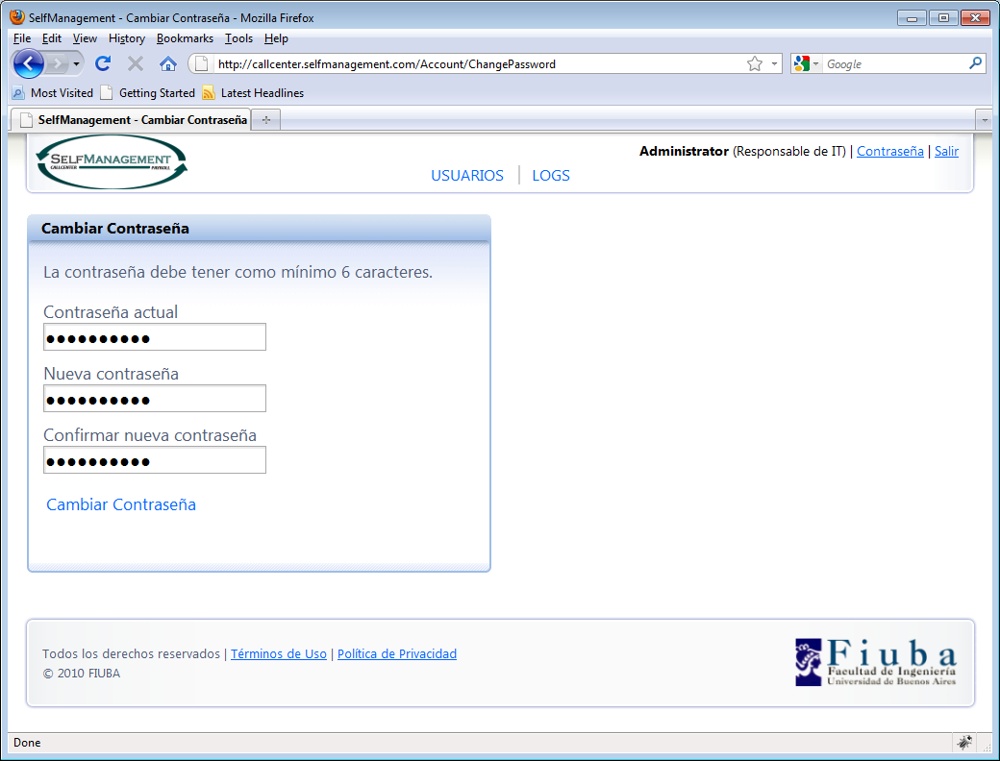 SelfManagement - Cambiar Contraseña - Mozilla Firefox
File Edit View History Bookmarks Tools Help
http://callcenter.selfmanagement.com/Account/ChangePassword
Google
Most Visited Getting Started Latest Headlines
SelfManagement - Cambiar Contraseña
SELFMANAGEMENT
CALLCENTER PAYROLL
Administrator (Responsable de IT) | Contraseña | Salir
USUARIOS LOGS
Cambiar Contraseña
La contraseña debe tener como mínimo 6 caracteres.
Contraseña actual
●●●●●●●●●●
Nueva contraseña
●●●●●●●●●●
Confirmar nueva contraseña
●●●●●●●●●●
Cambiar Contraseña
Todos los derechos reservados | Términos de Uso | Política de Privacidad
© 2010 FIUBA
Fiuba
Facultad de Ingeniería
Universidad de Buenos Aires
Done